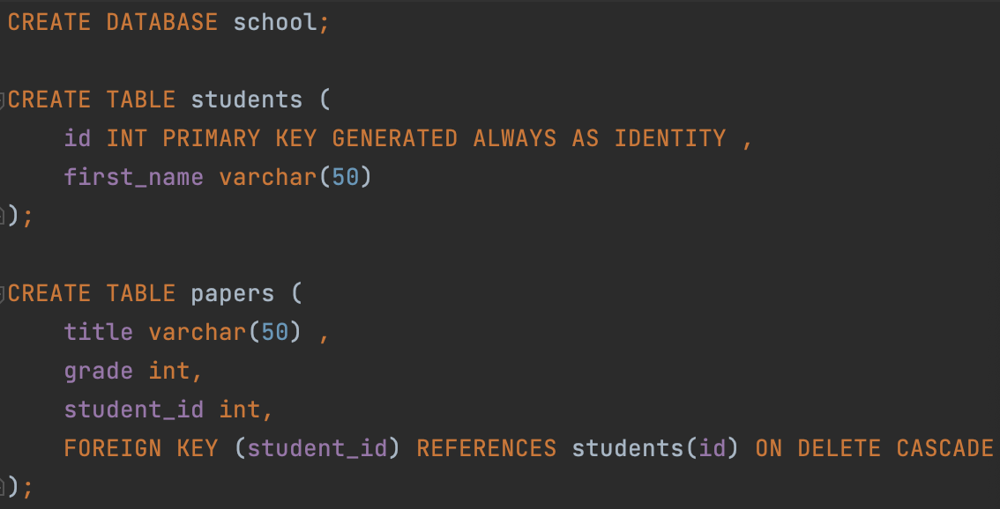 CREATE DATABASE school;
CREATE TABLE students (
id INT PRIMARY KEY GENERATED ALWAYS AS IDENTITY ,
first_name varchar(50)
);
CREATE TABLE papers (
title varchar(50) ,
grade int,
student_id int,
FOREIGN KEY (student_id) REFERENCES students(id) ON DELETE CASCADE
);